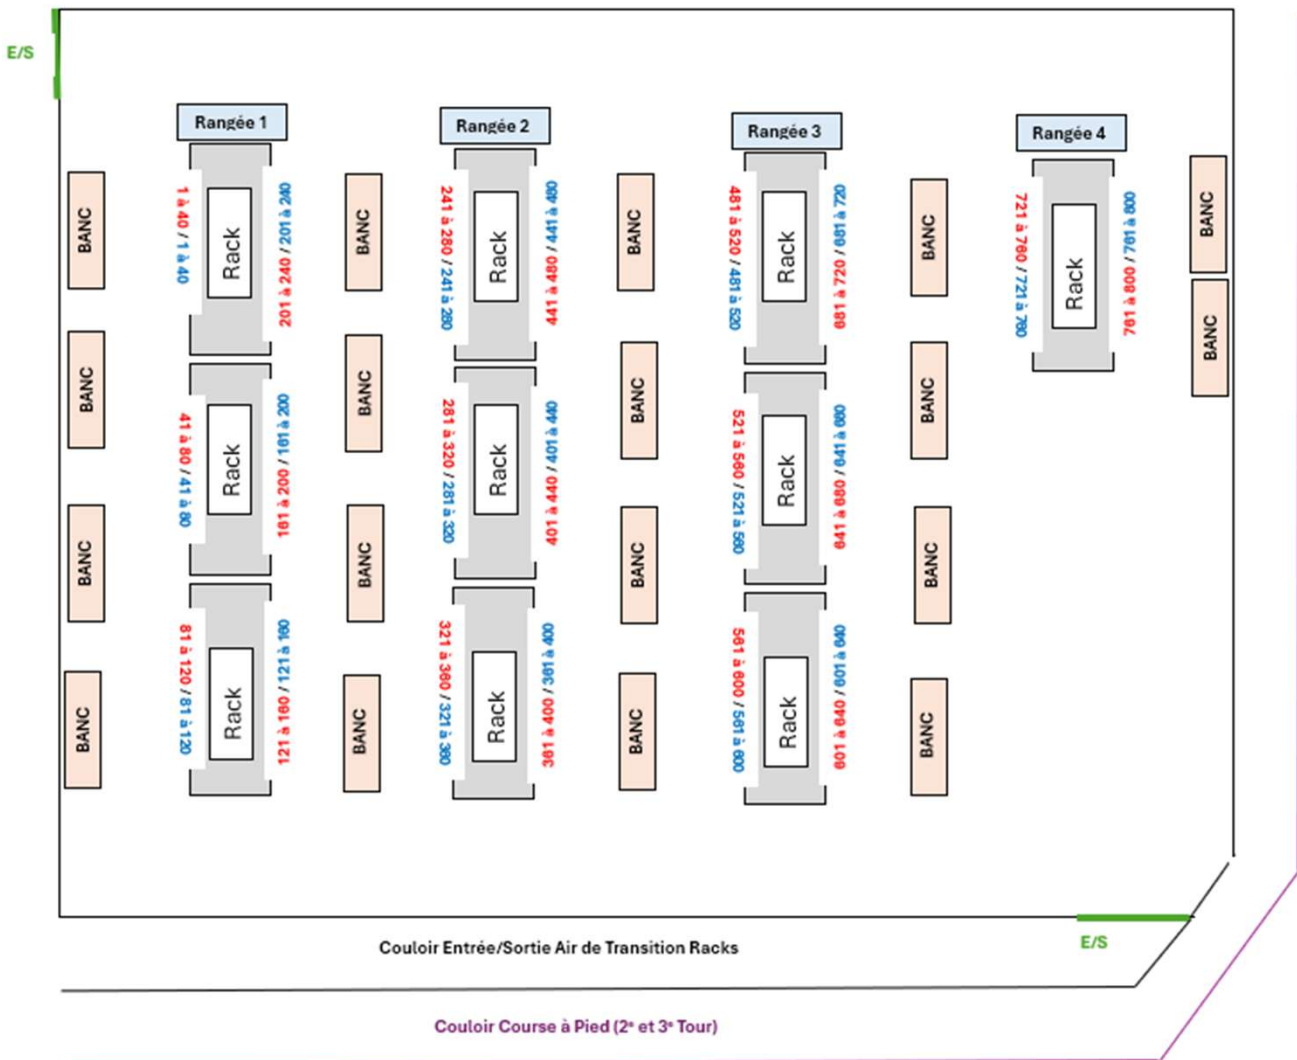 E/S
Rangée 1
Rangée 2
Rangée 3
Rangée 4
BANC
1 à 40 / 1 à 40
Rack
201 à 240 / 201 à 240
BANC
241 à 280 / 241 à 280
Rack
441 à 480 / 441 à 480
BANC
481 à 520 / 481 à 520
Rack
681 à 720 / 681 à 720
BANC
721 à 760 / 721 à 760
Rack
761 à 800 / 761 à 800
BANC
BANC
BANC
41 à 80 / 41 à 80
Rack
161 à 200 / 161 à 200
BANC
281 à 320 / 281 à 320
Rack
401 à 440 / 401 à 440
BANC
521 à 560 / 521 à 560
Rack
641 à 680 / 641 à 680
BANC
BANC
BANC
BANC
BANC
BANC
81 à 120 / 81 à 120
Rack
121 à 160 / 121 à 160
BANC
321 à 360 / 321 à 360
Rack
361 à 400 / 361 à 400
BANC
561 à 600 / 561 à 600
Rack
601 à 640 / 601 à 640
BANC
Couloir Entrée/Sortie Air de Transition Racks
E/S
Couloir Course à Pied (2ᵉ et 3ᵉ Tour)